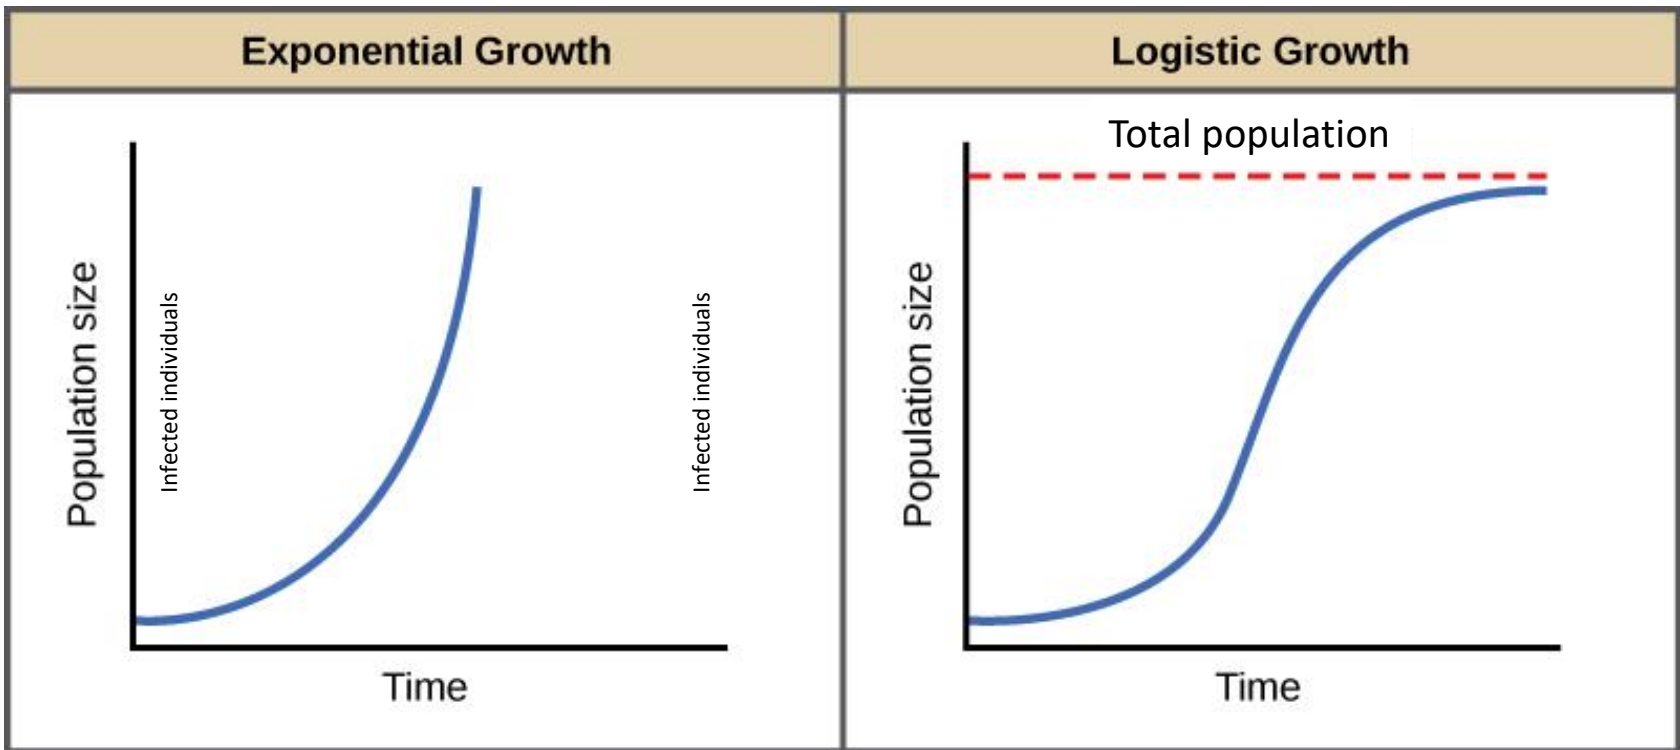 Exponential Growth
Logistic Growth
Population size
Infected individuals
Infected individuals
Time
Total population
Population size
Time